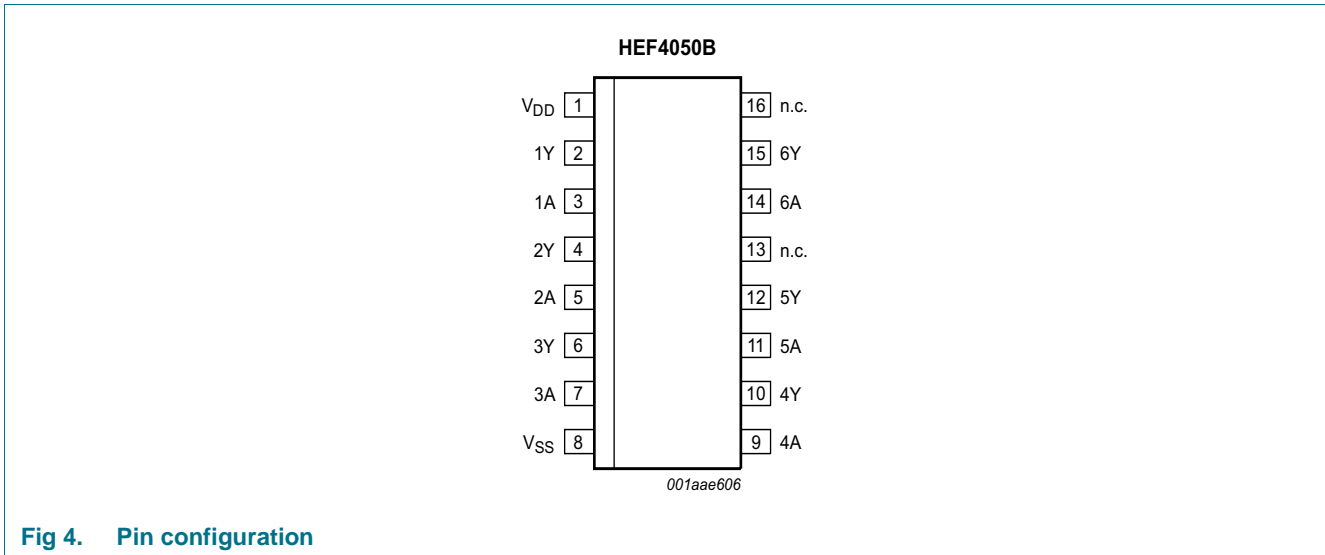 HEF4050B
VDD 1 16 n.c.
1Y 2 15 6Y
1A 3 14 6A
2Y 4 13 n.c.
2A 5 12 5Y
3Y 6 11 5A
3A 7 10 4Y
VSS 8 9 4A
001aae606
Fig 4. Pin configuration